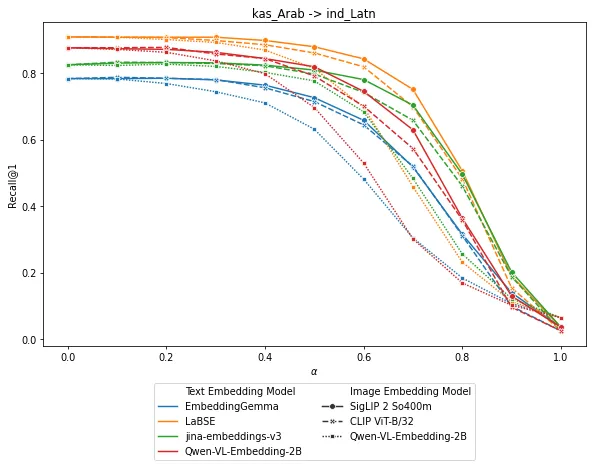 kas_Arab -> ind_Latn
Recall@1
0.8
0.6
0.4
0.2
0.0
0.0 0.2 0.4 0.6 0.8 1.0
α
Text Embedding Model
EmbeddingGemma
LaBSE
jina-embeddings-v3
Qwen-VL-Embedding-2B
Image Embedding Model
SigLIP 2 So400m
CLIP ViT-B/32
Qwen-VL-Embedding-2B